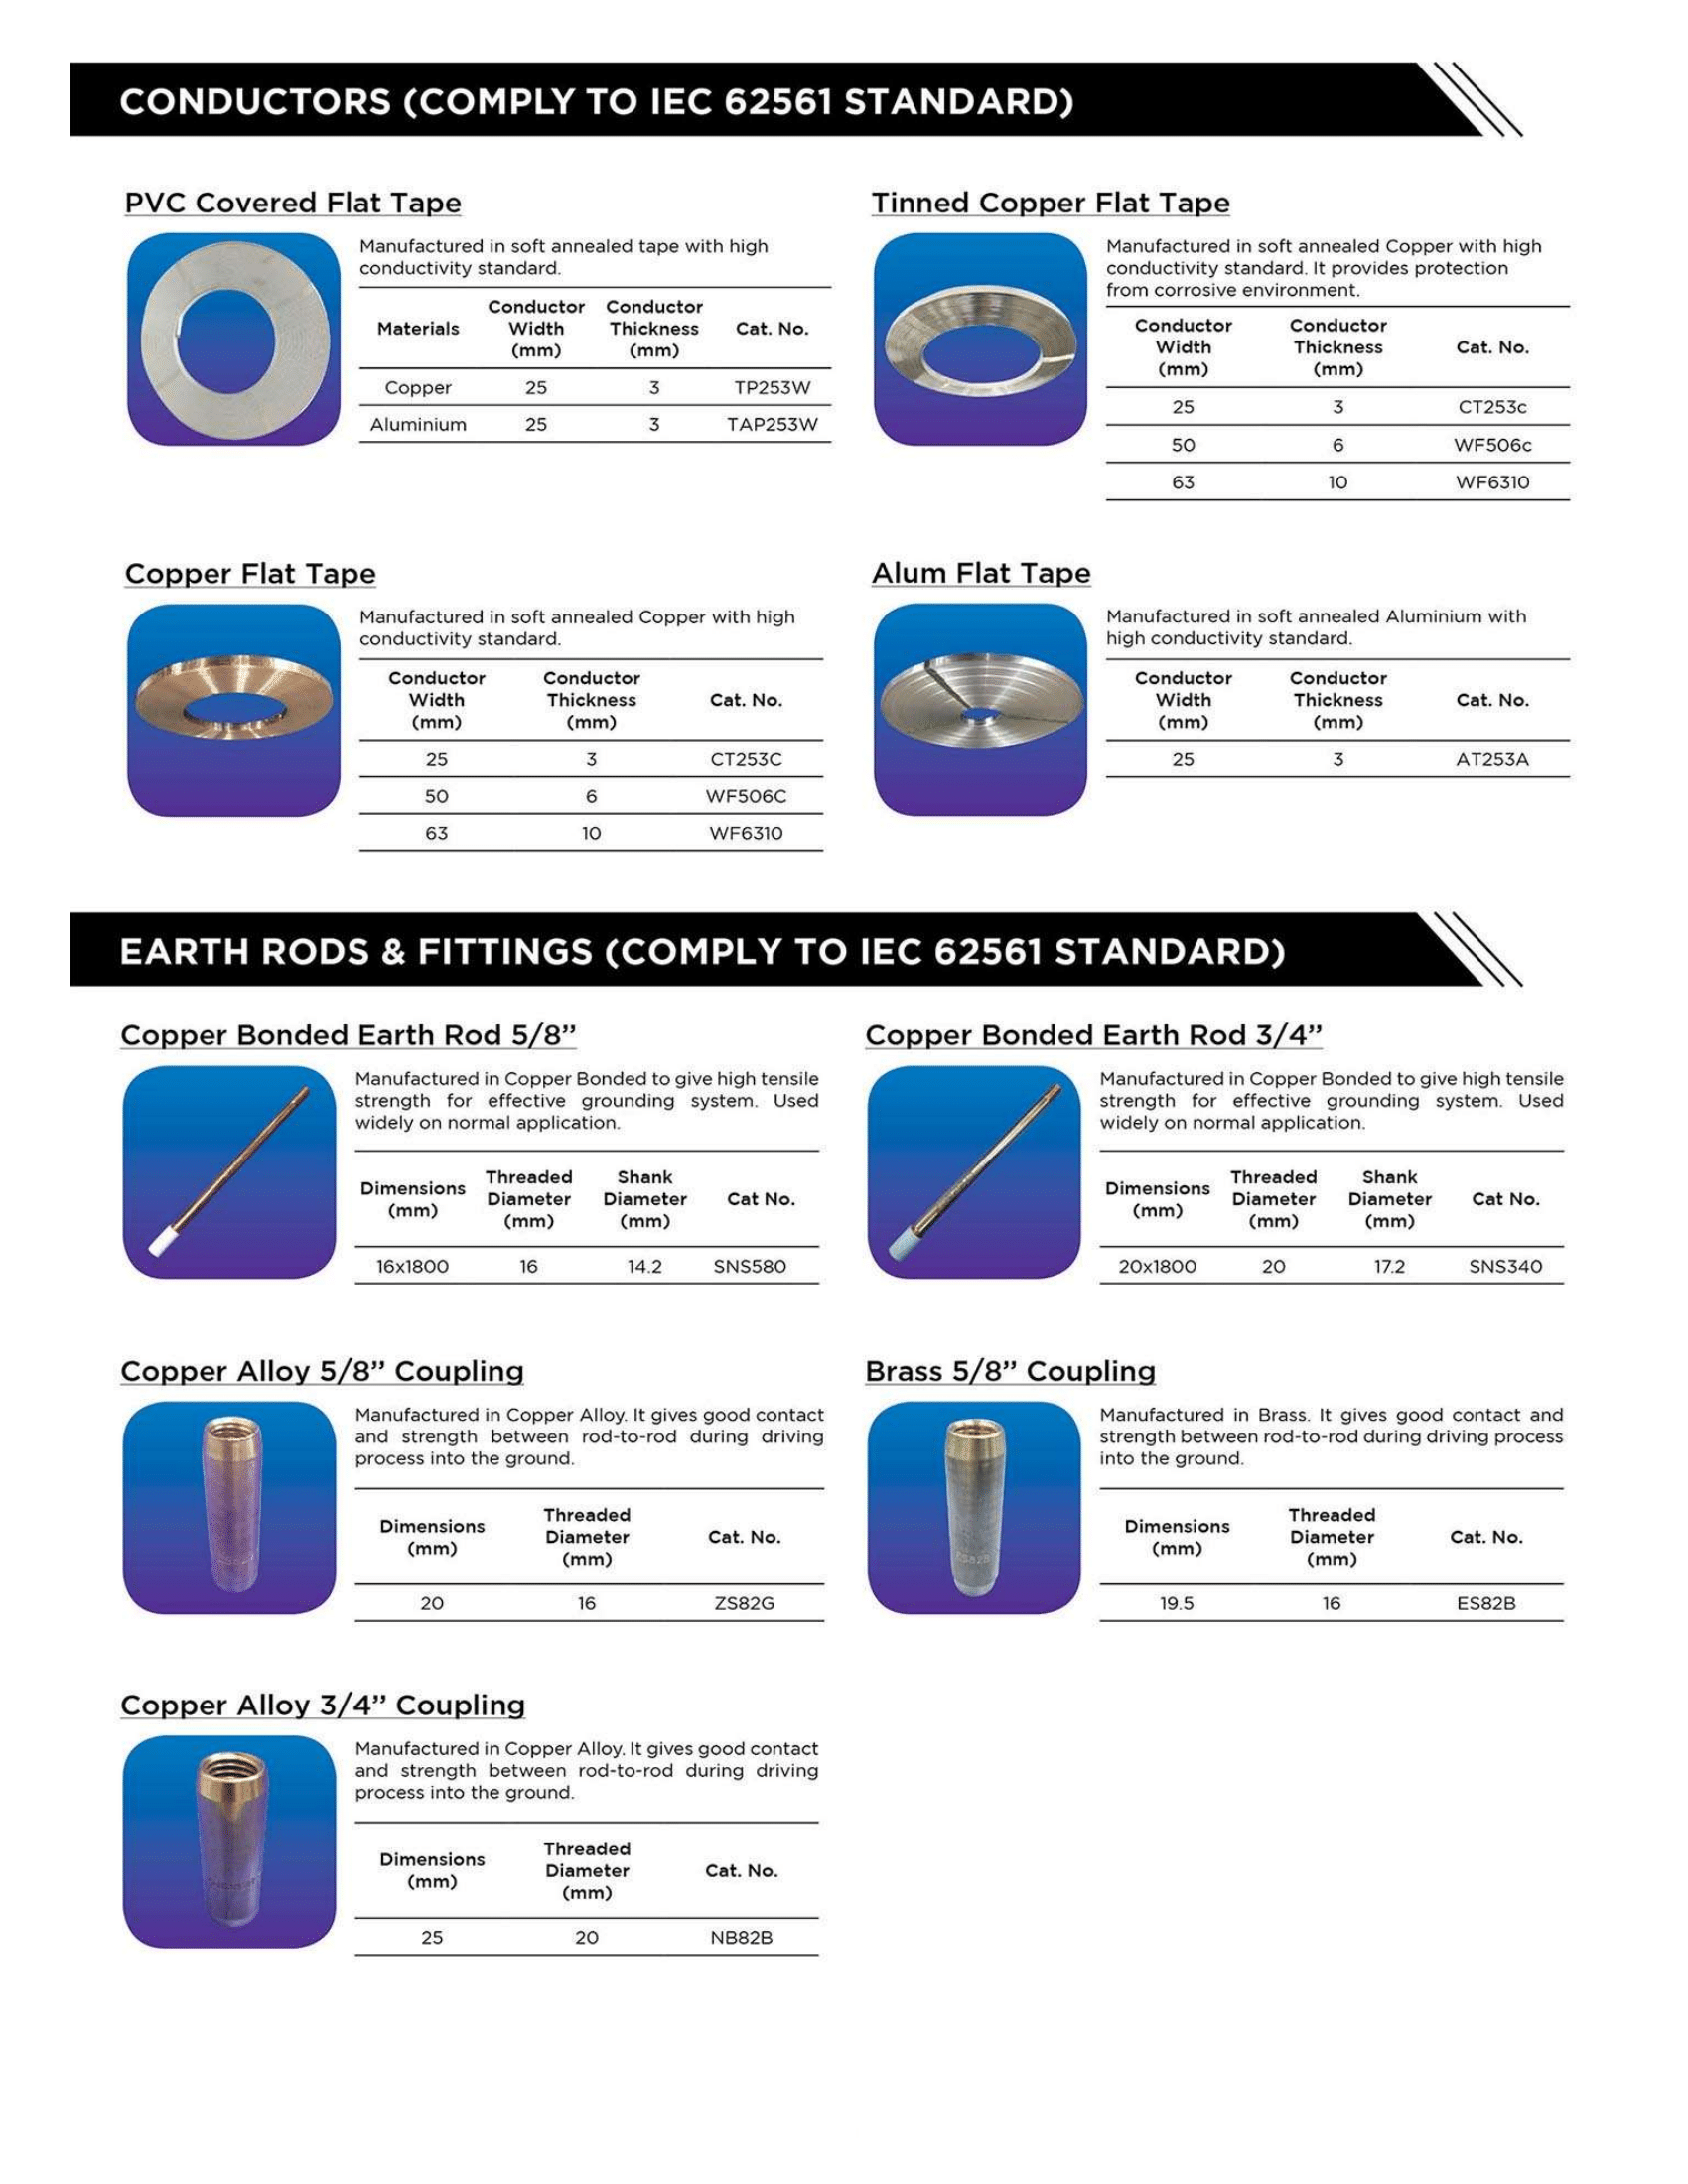 CONDUCTORS (COMPLY TO IEC 62561 STANDARD)
PVC Covered Flat Tape
Manufactured in soft annealed tape with high
conductivity standard.
Materials Conductor Width (mm) Conductor Thickness (mm) Cat. No.
Copper 25 3 TP253W
Aluminium 25 3 TAP253W
Tinned Copper Flat Tape
Manufactured in soft annealed Copper with high
conductivity standard. It provides protection
from corrosive environment.
Conductor Width (mm) Conductor Thickness (mm) Cat. No.
25 3 CT253c
50 6 WF506c
63 10 WF6310
Copper Flat Tape
Manufactured in soft annealed Copper with high
conductivity standard.
Conductor Width (mm) Conductor Thickness (mm) Cat. No.
25 3 CT253C
50 6 WF506C
63 10 WF6310
Alum Flat Tape
Manufactured in soft annealed Aluminium with
high conductivity standard.
Conductor Width (mm) Conductor Thickness (mm) Cat. No.
25 3 AT253A
EARTH RODS & FITTINGS (COMPLY TO IEC 62561 STANDARD)
Copper Bonded Earth Rod 5/8”
Manufactured in Copper Bonded to give high tensile
strength for effective grounding system. Used
widely on normal application.
Dimensions (mm) Threaded Diameter (mm) Shank Diameter (mm) Cat No.
16x1800 16 14.2 SNS580
Copper Bonded Earth Rod 3/4”
Manufactured in Copper Bonded to give high tensile
strength for effective grounding system. Used
widely on normal application.
Dimensions (mm) Threaded Diameter (mm) Shank Diameter (mm) Cat No.
20x1800 20 17.2 SNS340
Copper Alloy 5/8” Coupling
Manufactured in Copper Alloy. It gives good contact
and strength between rod-to-rod during driving
process into the ground.
Dimensions (mm) Threaded Diameter (mm) Cat. No.
20 16 ZS82G
Brass 5/8” Coupling
Manufactured in Brass. It gives good contact and
strength between rod-to-rod during driving process
into the ground.
ES82B
Dimensions (mm) Threaded Diameter (mm) Cat. No.
19.5 16 ES82B
Copper Alloy 3/4” Coupling
Manufactured in Copper Alloy. It gives good contact
and strength between rod-to-rod during driving
process into the ground.
Dimensions (mm) Threaded Diameter (mm) Cat. No.
25 20 NB82B